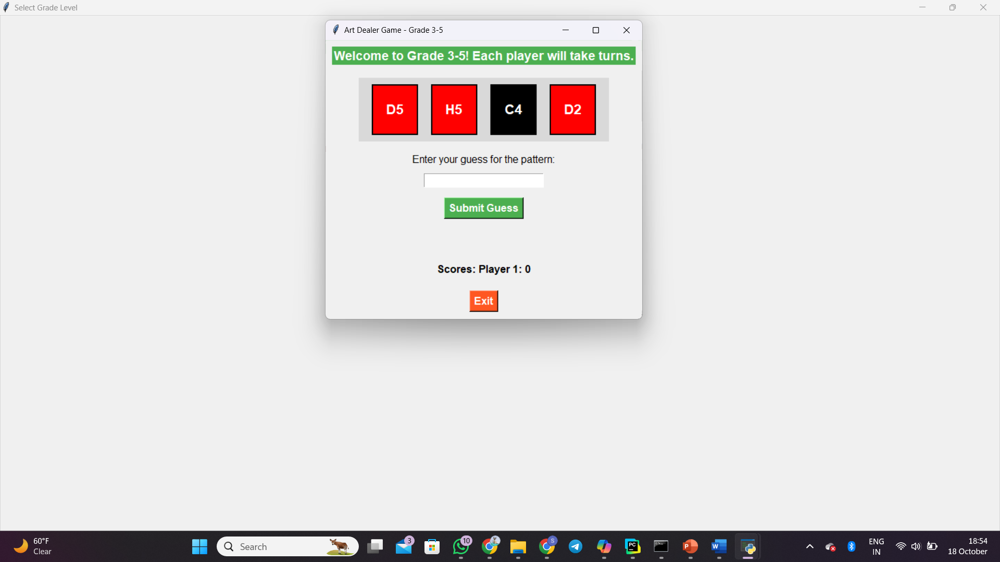 Select Grade Level
Art Dealer Game - Grade 3-5
Welcome to Grade 3-5! Each player will take turns.
D5 H5 C4 D2
Enter your guess for the pattern:
Submit Guess
Scores: Player 1: 0
Exit
60°F
Clear
Search
3
10
S
PC
P
W
ENG
IN
18:54
18 October